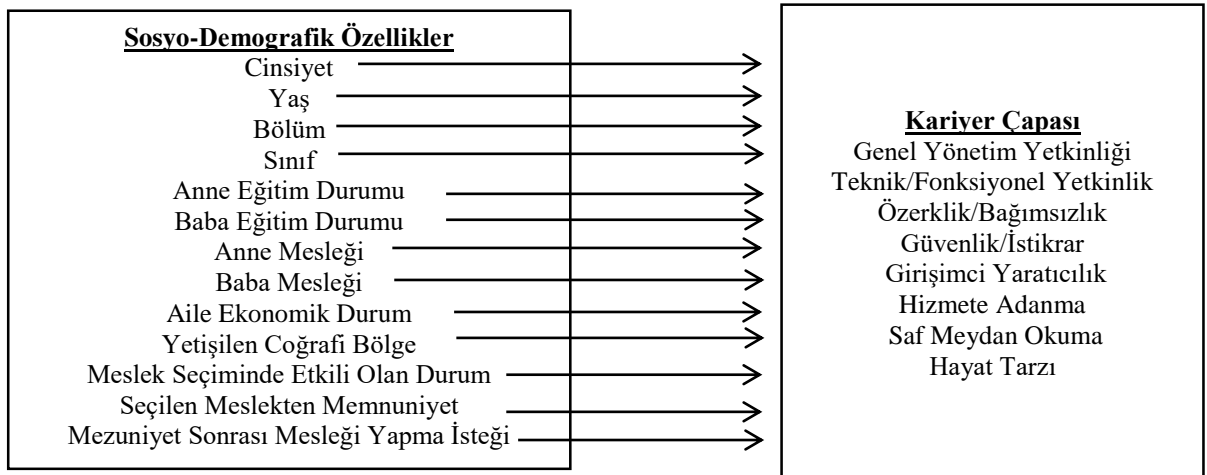 Sosyo-Demografik Özellikler
Cinsiyet
Yaş
Bölüm
Sınıf
Anne Eğitim Durumu
Baba Eğitim Durumu
Anne Mesleği
Baba Mesleği
Aile Ekonomik Durum
Yetişilen Coğrafi Bölge
Meslek Seçiminde Etkili Olan Durum
Seçilen Meslekten Memnuniyet
Mezuniyet Sonrası Mesleği Yapma İsteği
Kariyer Çapası
Genel Yönetim Yetkinliği
Teknik/Fonksiyonel Yetkinlik
Özerklik/Bağımsızlık
Güvenlik/İstikrar
Girişimci Yaratıcılık
Hizmete Adanma
Saf Meydan Okuma
Hayat Tarzı